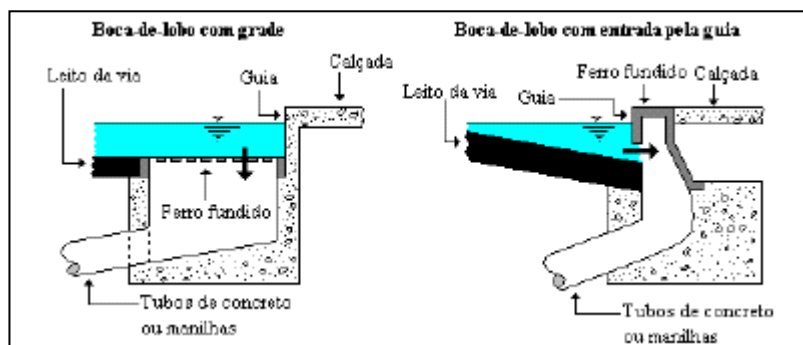 Boca-de-lobo com grade
Leito da via
Guia
Calçada
Ferro fundido
Tubos de concreto
ou manilhas
Boca-de-lobo com entrada pela guia
Ferro fundido
Leito da via
Guia
Calçada
Tubos de concreto
ou manilhas